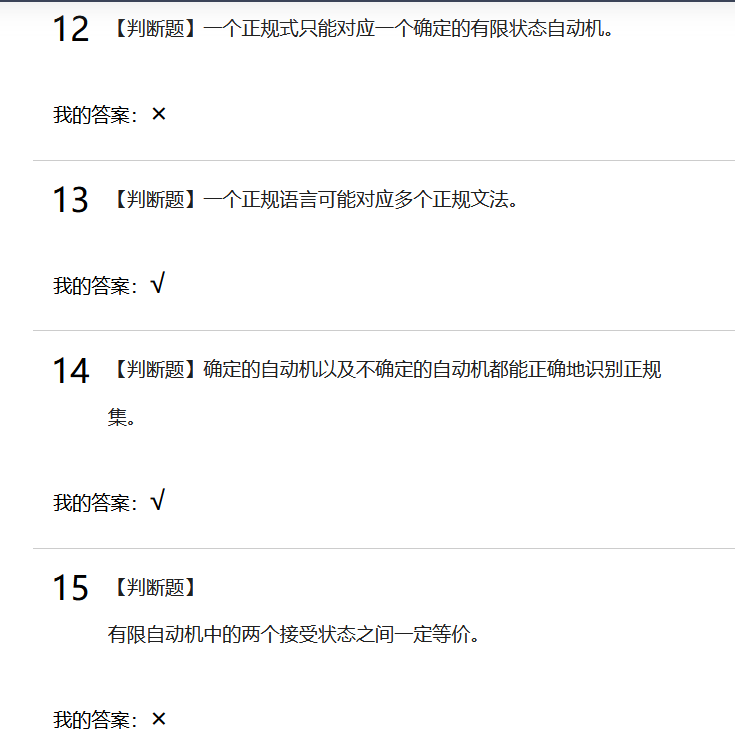 12 【判断题】一个正规式只能对应一个确定的有限状态自动机。
我的答案：×
13 【判断题】一个正规语言可能对应多个正规文法。
我的答案：√
14 【判断题】确定的自动机以及不确定的自动机都能正确地识别正规
集。
我的答案：√
15 【判断题】
有限自动机中的两个接受状态之间一定等价。
我的答案：×